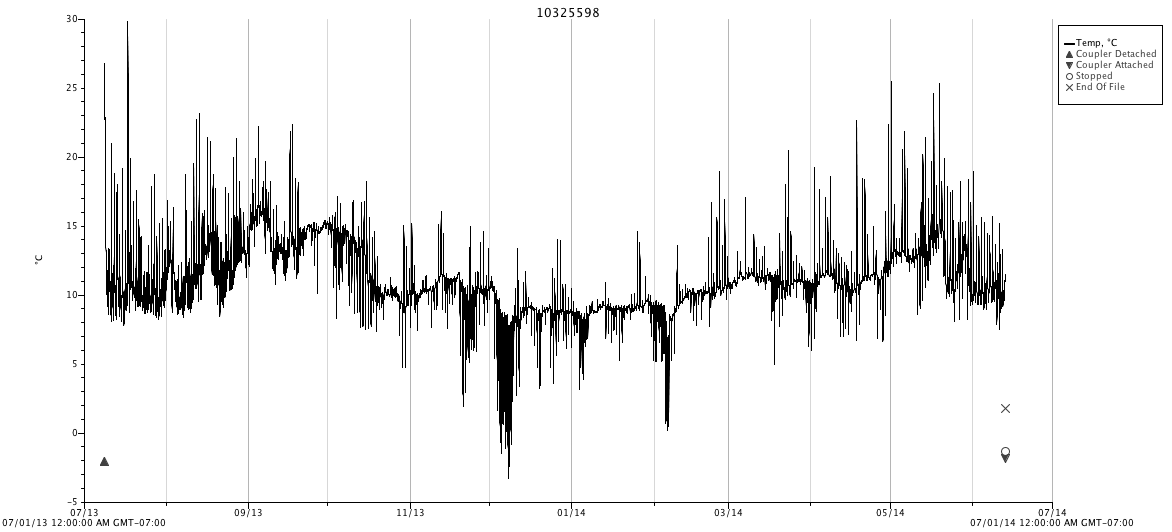 10325598
30
25
20
15
10
5
0
-5
°C
07/13
09/13
11/13
01/14
03/14
05/14
07/14
07/01/13 12:00:00 AM GMT-07:00
07/01/14 12:00:00 AM GMT-07:00
Temp, °C
Coupler Detached
Coupler Attached
Stopped
End Of File